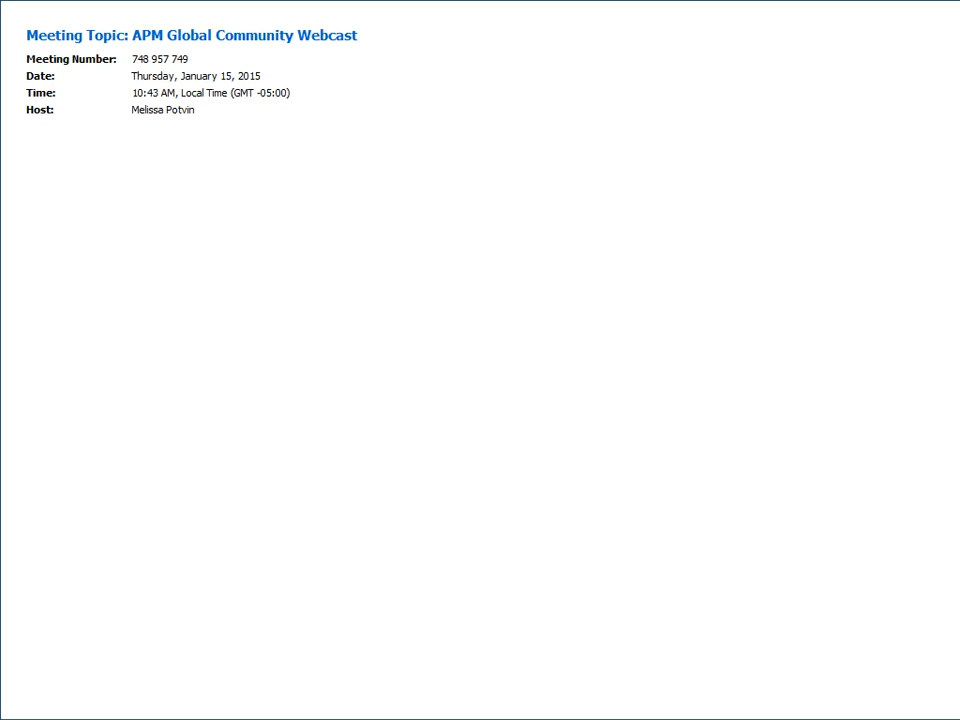 Meeting Topic: APM Global Community Webcast
Meeting Number: 748 957 749
Date: Thursday, January 15, 2015
Time: 10:43 AM, Local Time (GMT -05:00)
Host: Melissa Potvin